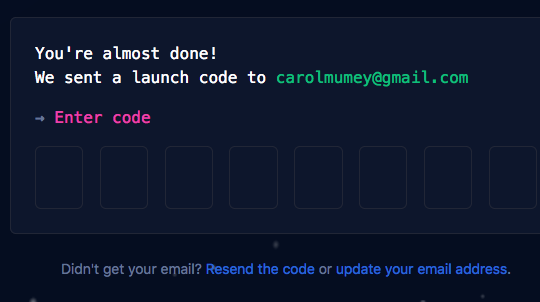 You're almost done!
We sent a launch code to carolmumey@gmail.com
→ Enter code
Didn't get your email? Resend the code or update your email address.